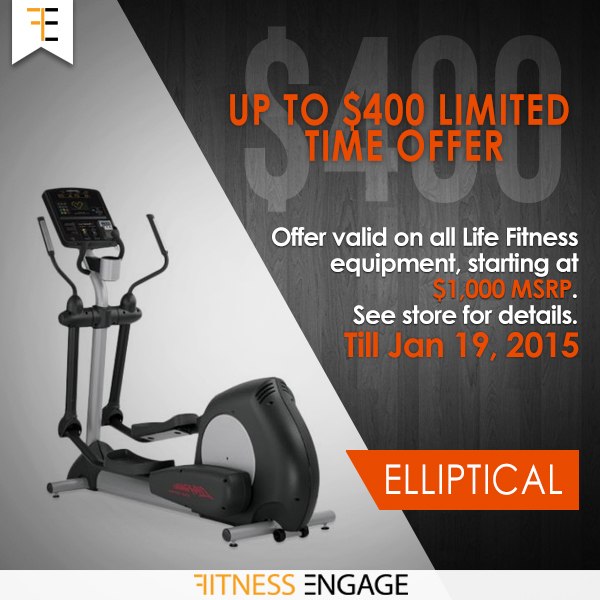 FE
$400
UP TO $400 LIMITED
TIME OFFER
Offer valid on all Life Fitness
equipment, starting at
$1,000 MSRP.
See store for details.
Till Jan 19, 2015
ELLIPTICAL
FITNESS ENGAGE